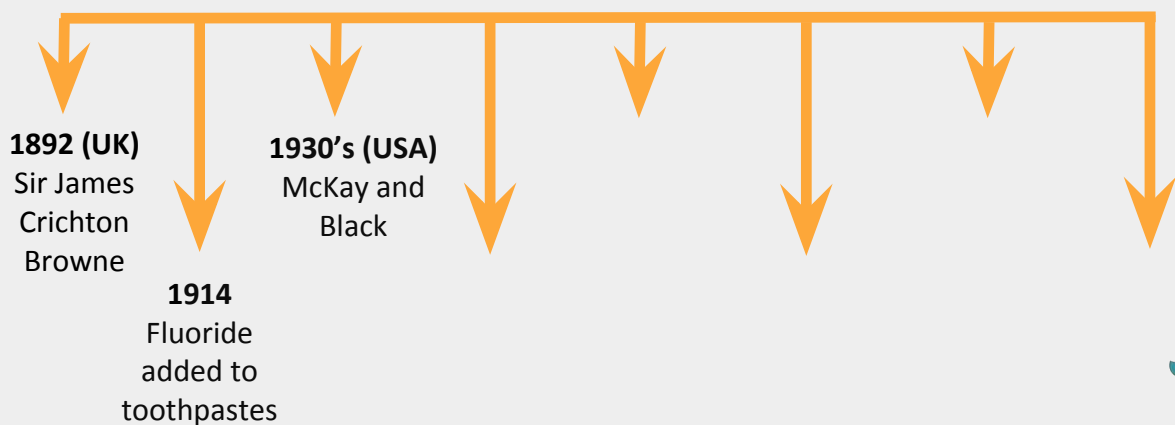 1892 (UK)
Sir James
Crichton
Browne
1914
Fluoride
added to
toothpastes
1930’s (USA)
McKay and
Black